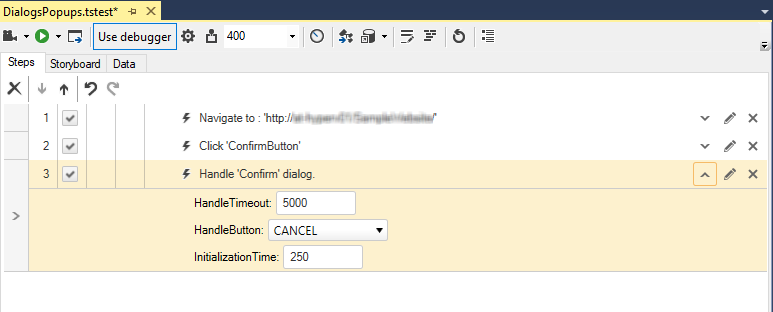 DialogsPopups.tstest*
Use debugger
400
Steps Storyboard Data
1 Navigate to : 'http:// /'
2 Click 'ConfirmButton'
3 Handle 'Confirm' dialog.
HandleTimeout: 5000
HandleButton: CANCEL
InitializationTime: 250